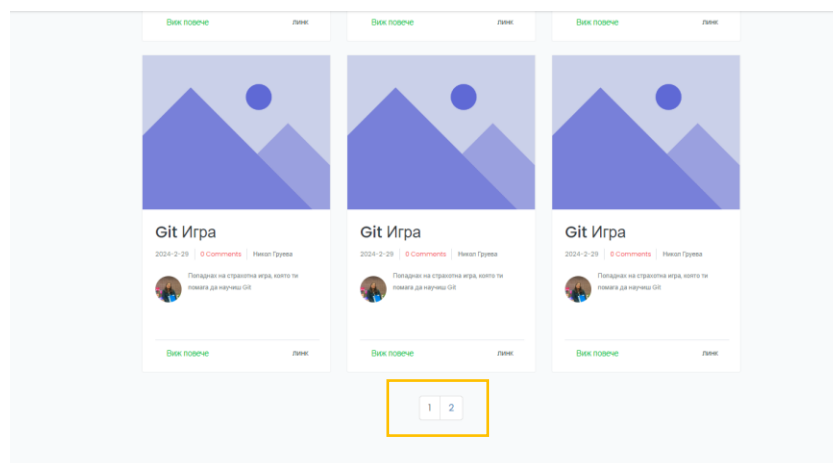 Виж повече линк Виж повече линк Виж повече линк
Git Игра Git Игра Git Игра
2024-2-29 0 Comments Никол Груева 2024-2-29 0 Comments Никол Груева 2024-2-29 0 Comments Никол Груева
Попаднах на страхотна игра, която ти Попаднах на страхотна игра, която ти Попаднах на страхотна игра, която ти
помага да научиш Git помага да научиш Git помага да научиш Git
Виж повече линк Виж повече линк Виж повече линк
1 2